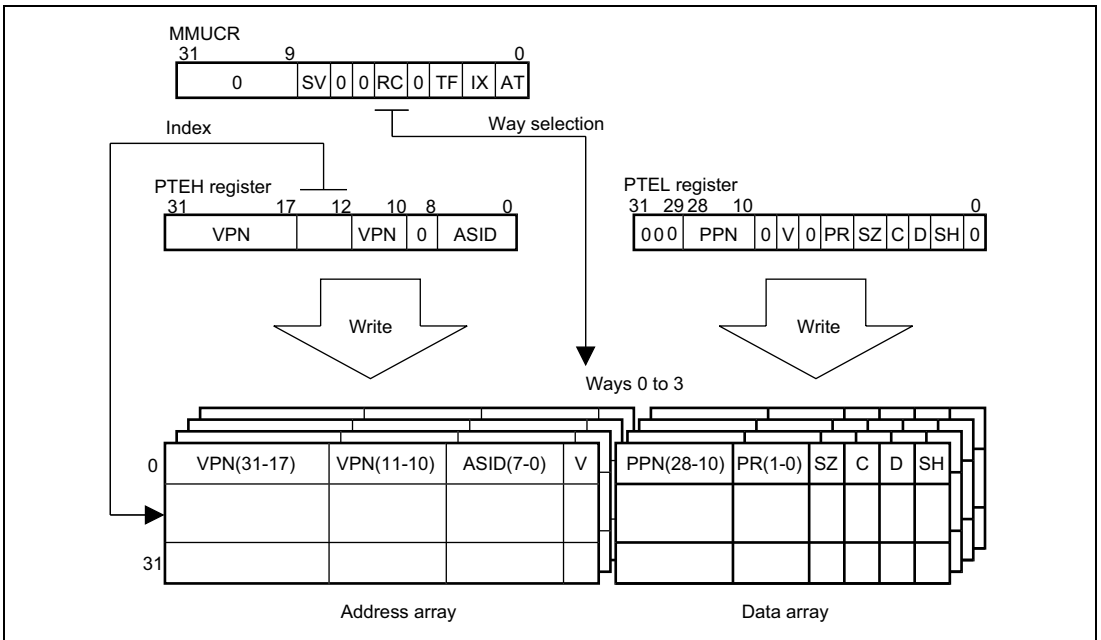 MMUCR
31 9 0
0 SV 0 0 RC 0 TF IX AT
Index
Way selection
PTEH register
31 17 12 10 8 0
VPN VPN 0 ASID
PTEL register
31 29 28 10 0
0 0 0 PPN 0 V 0 PR SZ C D SH 0
Write
Write
Ways 0 to 3
0 VPN(31-17) VPN(11-10) ASID(7-0) V PPN(28-10) PR(1-0) SZ C D SH
31
Address array
Data array